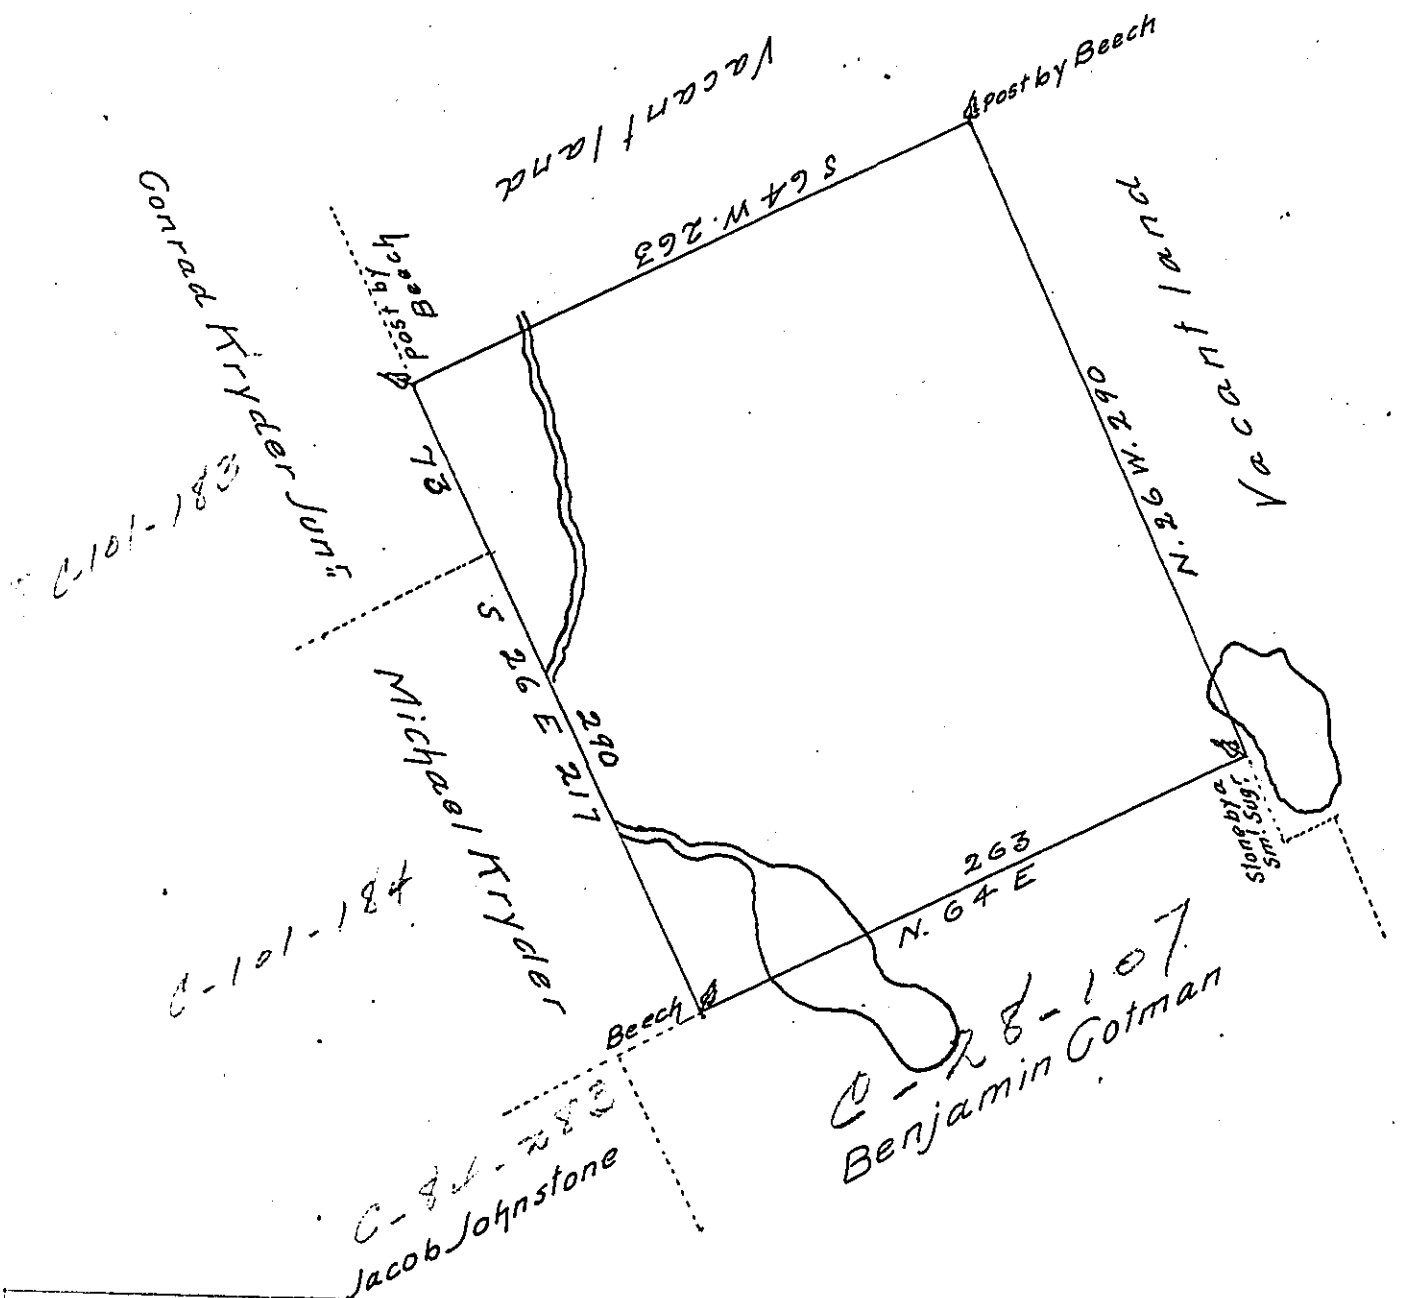 Vacant land
Post by Beech
S 64 W. 263
Vacant land
N. 26 W. 290
Post by
Beech
Conrad Kryder Junr.
C-101-183
73
S 26 E 217
290
Michael Kryder
C-101-184
Stone by a
Sm. Sugr.
263
N. 64 E
Beech
C-28-107
Benjamin Cotman
Jacob Johnstone